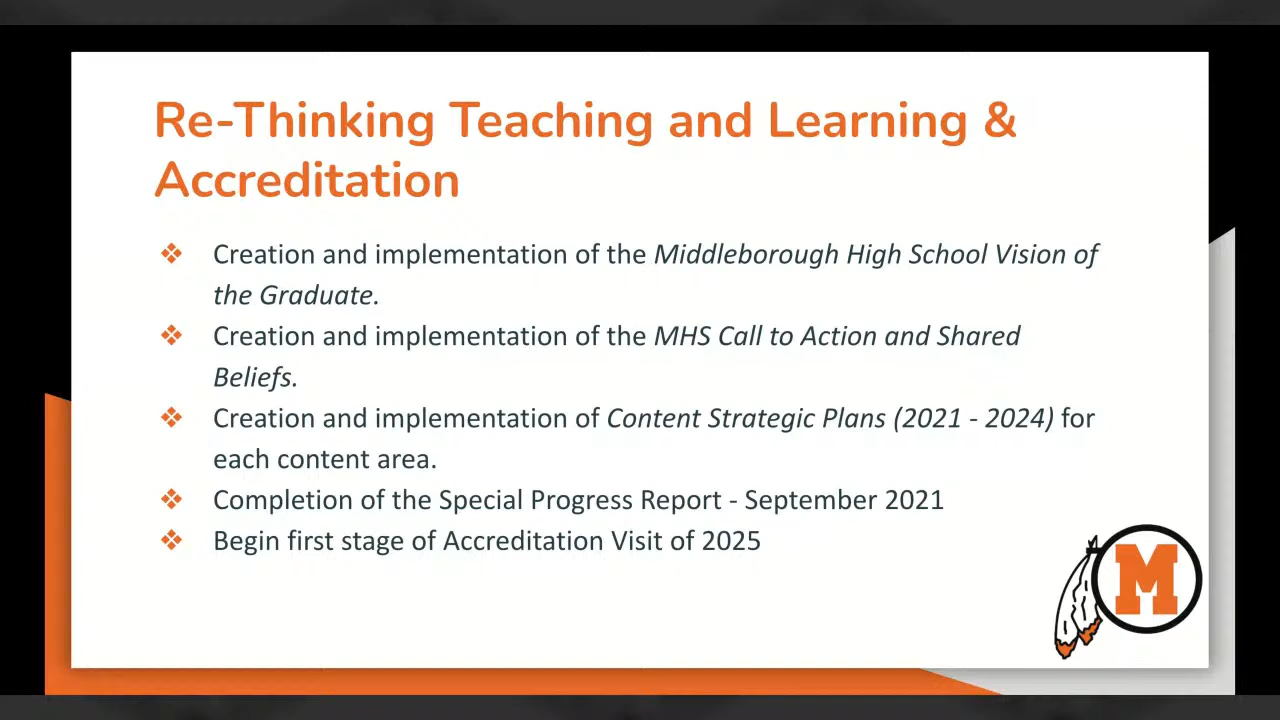 Re-Thinking Teaching and Learning &
Accreditation
❖ Creation and implementation of the Middleborough High School Vision of
the Graduate.
❖ Creation and implementation of the MHS Call to Action and Shared
Beliefs.
❖ Creation and implementation of Content Strategic Plans (2021 - 2024) for
each content area.
❖ Completion of the Special Progress Report - September 2021
❖ Begin first stage of Accreditation Visit of 2025
M